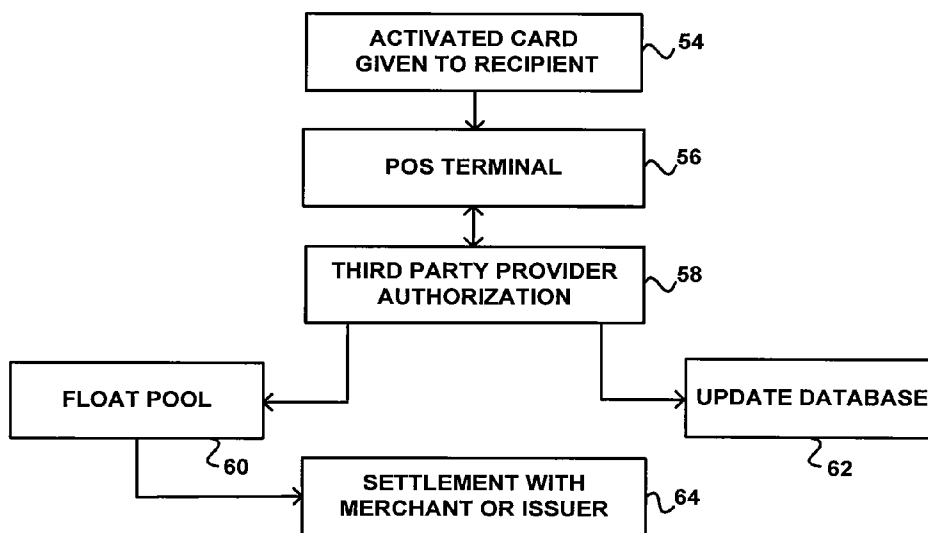 ACTIVATED CARD
GIVEN TO RECIPIENT
54
POS TERMINAL
56
THIRD PARTY PROVIDER
AUTHORIZATION
58
FLOAT POOL
60
UPDATE DATABASE
62
SETTLEMENT WITH
MERCHANT OR ISSUER
64